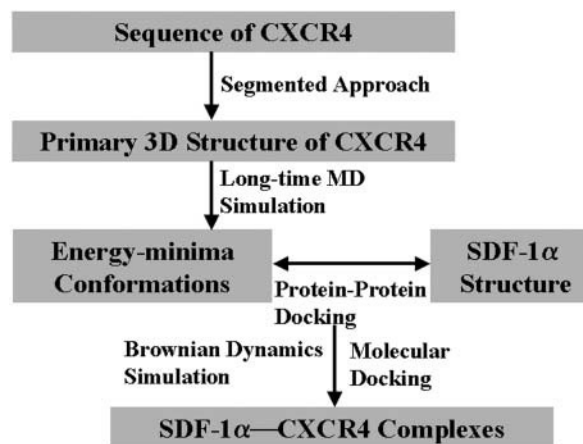 Sequence of CXCR4
Segmented Approach
Primary 3D Structure of CXCR4
Long-time MD
Simulation
Energy-minima
Conformations
SDF-1α
Structure
Protein-Protein
Docking
Brownian Dynamics
Simulation
Molecular
Docking
SDF-1α—CXCR4 Complexes